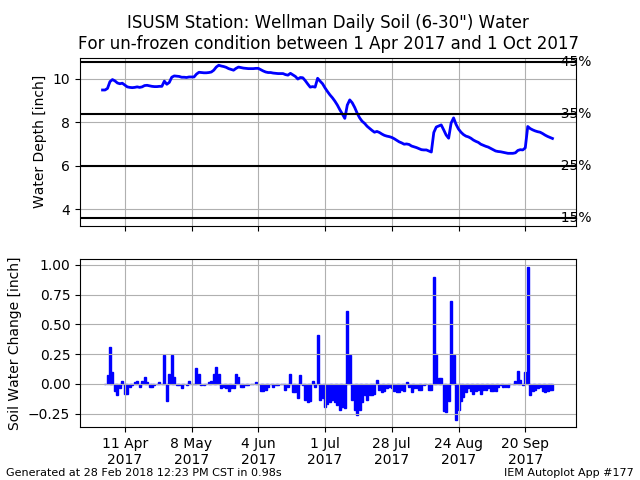 ISUSM Station: Wellman Daily Soil (6-30") Water
For un-frozen condition between 1 Apr 2017 and 1 Oct 2017
Water Depth [inch]
10
8
6
4
45%
35%
25%
15%
Soil Water Change [inch]
1.00
0.75
0.50
0.25
0.00
−0.25
11 Apr 8 May 4 Jun 1 Jul 28 Jul 24 Aug 20 Sep
2017 2017 2017 2017 2017 2017 2017
Generated at 28 Feb 2018 12:23 PM CST in 0.98s
IEM Autoplot App #177